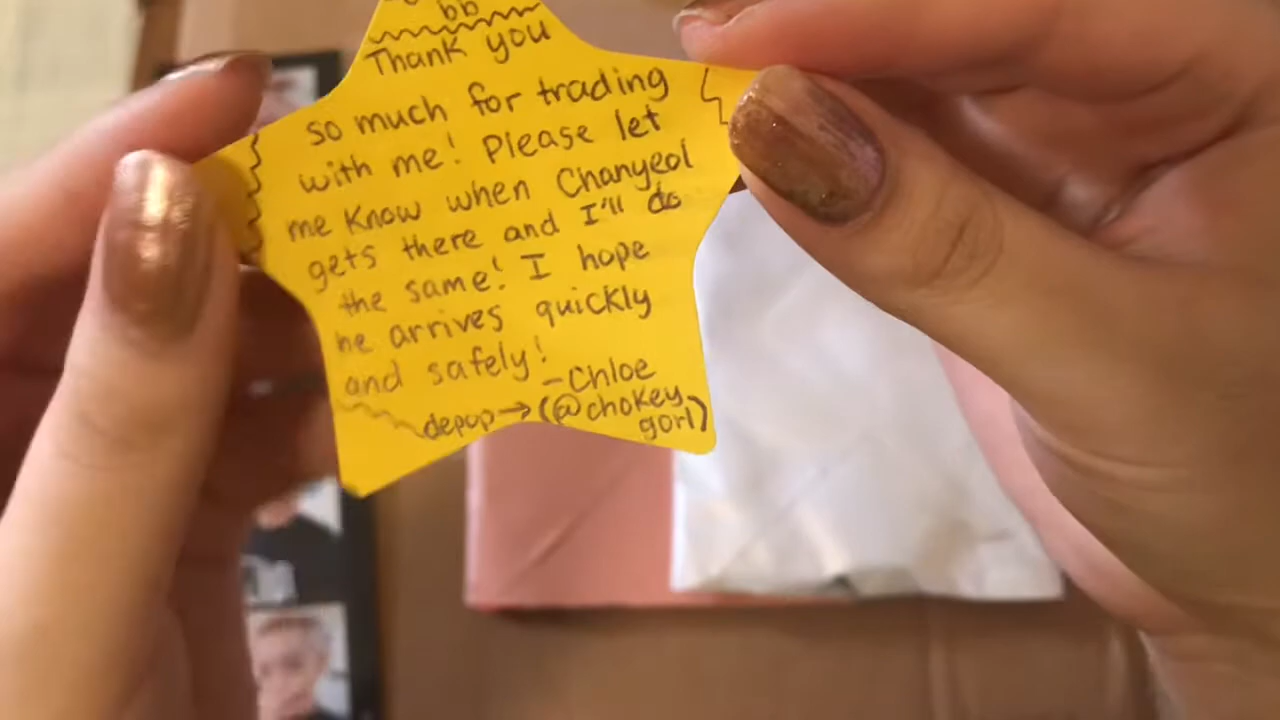 bb
Thank you
so much for trading
with me! Please let
me know when Chanyeol
gets there and I'll do
the same! I hope
he arrives quickly
and safely!
-Chloe
depop→(@chokey
gorl)